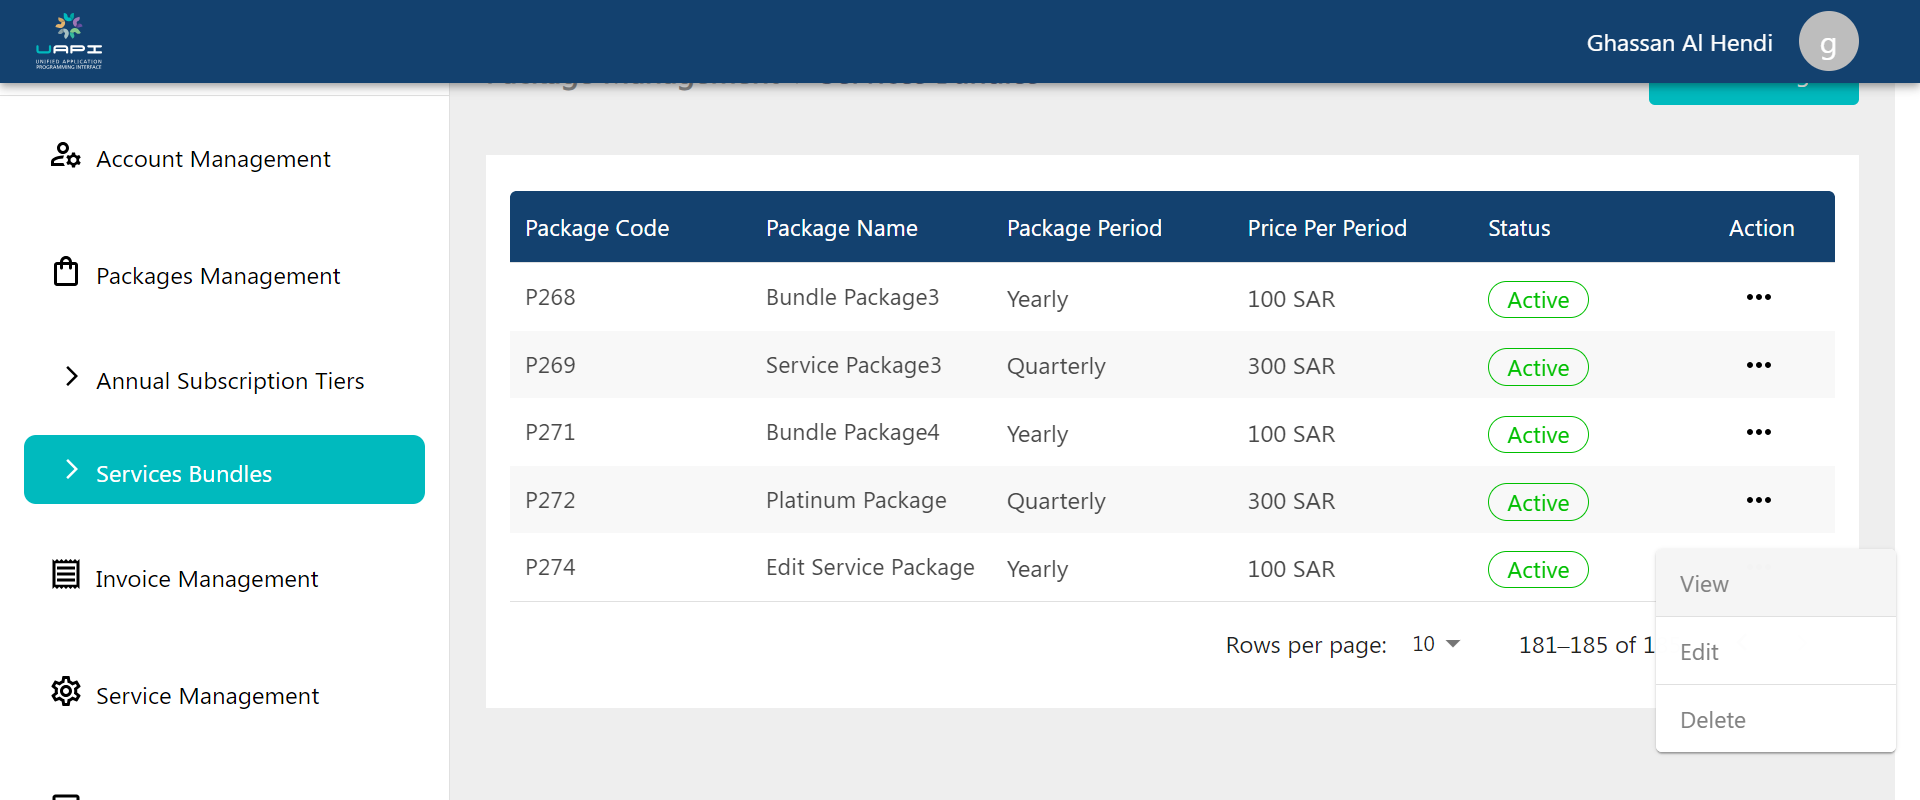 UAPI
UNIFIED APPLICATION
PROGRAMMING INTERFACE
Ghassan Al Hendi
g
Account Management
Packages Management
Annual Subscription Tiers
Services Bundles
Invoice Management
Service Management
Package Code Package Name Package Period Price Per Period Status Action
P268 Bundle Package3 Yearly 100 SAR Active
P269 Service Package3 Quarterly 300 SAR Active
P271 Bundle Package4 Yearly 100 SAR Active
P272 Platinum Package Quarterly 300 SAR Active
P274 Edit Service Package Yearly 100 SAR Active
Rows per page: 10 181–185 of 1
View
Edit
Delete